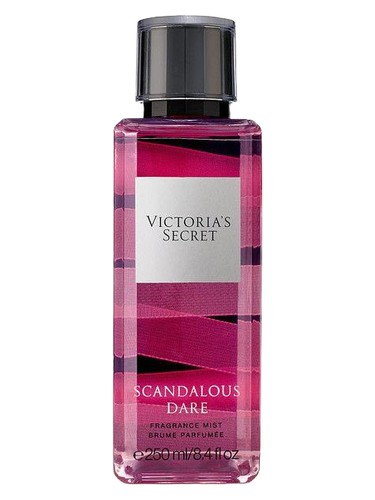 VICTORIA'S
SECRET
SCANDALOUS
DARE
FRAGRANCE MIST
BRUME PARFUMÉE
℮250 ml/8.4 fl oz